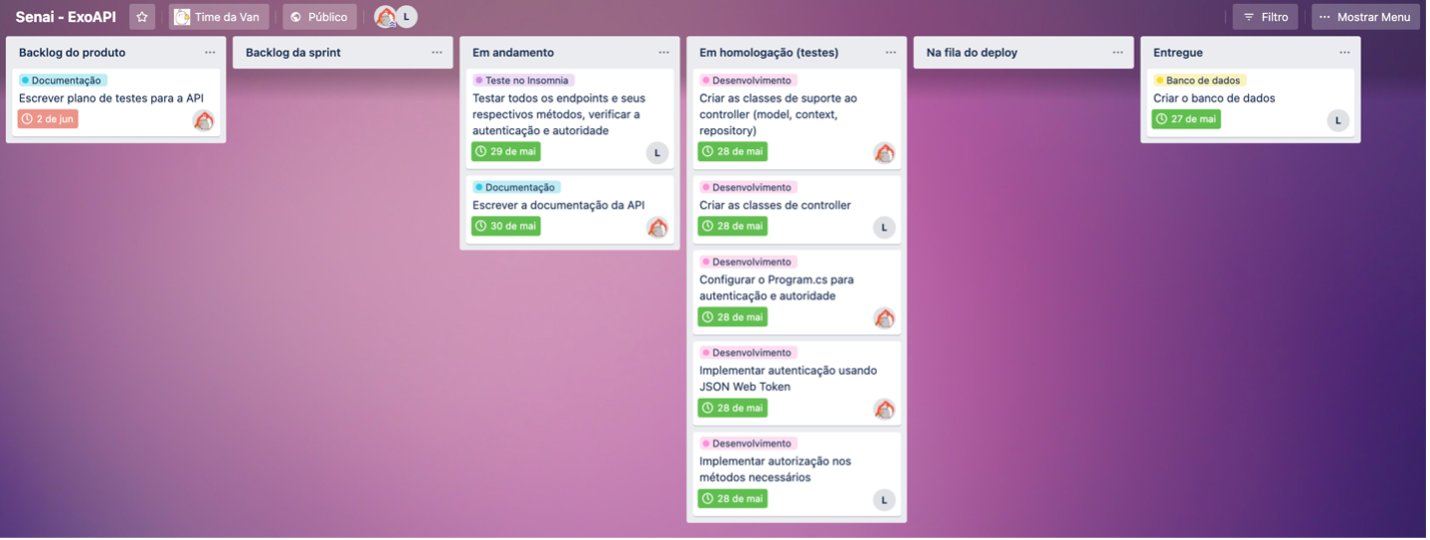 Senai - ExoAPI
Time da Van
Público
L
Filtro
Mostrar Menu
Backlog do produto
Documentação
Escrever plano de testes para a API
2 de jun
Backlog da sprint
Em andamento
Teste no Insomnia
Testar todos os endpoints e seus
respectivos métodos, verificar a
autenticação e autoridade
29 de mai
L
Documentação
Escrever a documentação da API
30 de mai
Em homologação (testes)
Desenvolvimento
Criar as classes de suporte ao
controller (model, context,
repository)
28 de mai
Desenvolvimento
Criar as classes de controller
28 de mai
L
Desenvolvimento
Configurar o Program.cs para
autenticação e autoridade
28 de mai
Desenvolvimento
Implementar autenticação usando
JSON Web Token
28 de mai
Desenvolvimento
Implementar autorização nos
métodos necessários
28 de mai
L
Na fila do deploy
Entregue
Banco de dados
Criar o banco de dados
27 de mai
L